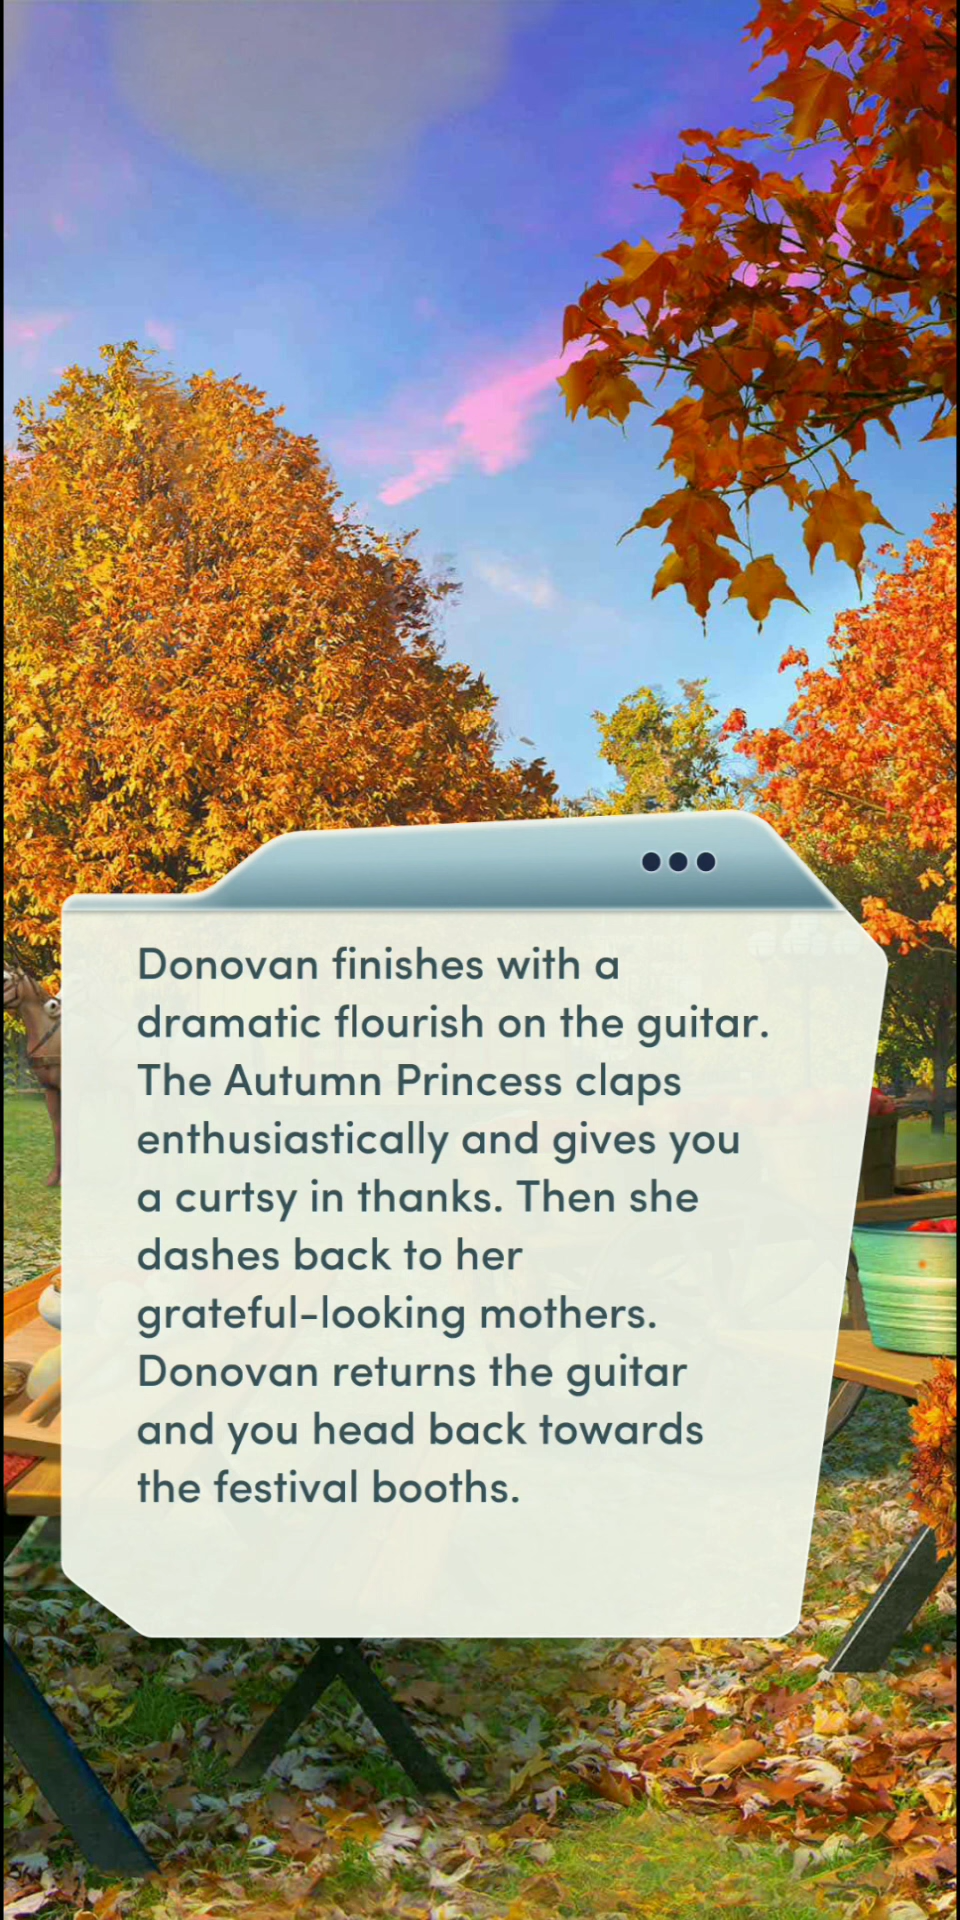 Donovan finishes with a
dramatic flourish on the guitar.
The Autumn Princess claps
enthusiastically and gives you
a curtsy in thanks. Then she
dashes back to her
grateful-looking mothers.
Donovan returns the guitar
and you head back towards
the festival booths.